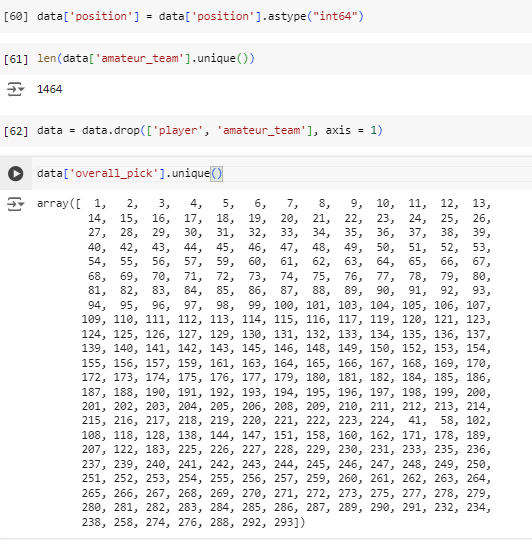 [60] data['position'] = data['position'].astype("int64")
[61] len(data['amateur_team'].unique())
1464
[62] data = data.drop(['player', 'amateur_team'], axis = 1)
data['overall_pick'].unique()
array([ 1, 2, 3, 4, 5, 6, 7, 8, 9, 10, 11, 12, 13,
14, 15, 16, 17, 18, 19, 20, 21, 22, 23, 24, 25, 26,
27, 28, 29, 30, 31, 32, 33, 34, 35, 36, 37, 38, 39,
40, 42, 43, 44, 45, 46, 47, 48, 49, 50, 51, 52, 53,
54, 55, 56, 57, 59, 60, 61, 62, 63, 64, 65, 66, 67,
68, 69, 70, 71, 72, 73, 74, 75, 76, 77, 78, 79, 80,
81, 82, 83, 84, 85, 86, 87, 88, 89, 90, 91, 92, 93,
94, 95, 96, 97, 98, 99, 100, 101, 103, 104, 105, 106, 107,
109, 110, 111, 112, 113, 114, 115, 116, 117, 119, 120, 121, 123,
124, 125, 126, 127, 129, 130, 131, 132, 133, 134, 135, 136, 137,
139, 140, 141, 142, 143, 145, 146, 148, 149, 150, 152, 153, 154,
155, 156, 157, 159, 161, 163, 164, 165, 166, 167, 168, 169, 170,
172, 173, 174, 175, 176, 177, 179, 180, 181, 182, 184, 185, 186,
187, 188, 190, 191, 192, 193, 194, 195, 196, 197, 198, 199, 200,
201, 202, 203, 204, 205, 206, 208, 209, 210, 211, 212, 213, 214,
215, 216, 217, 218, 219, 220, 221, 222, 223, 224, 41, 58, 102,
108, 118, 128, 138, 144, 147, 151, 158, 160, 162, 171, 178, 189,
207, 122, 183, 225, 226, 227, 228, 229, 230, 231, 233, 235, 236,
237, 239, 240, 241, 242, 243, 244, 245, 246, 247, 248, 249, 250,
251, 252, 253, 254, 255, 256, 257, 259, 260, 261, 262, 263, 264,
265, 266, 267, 268, 269, 270, 271, 272, 273, 275, 277, 278, 279,
280, 281, 282, 283, 284, 285, 286, 287, 289, 290, 291, 232, 234,
238, 258, 274, 276, 288, 292, 293])